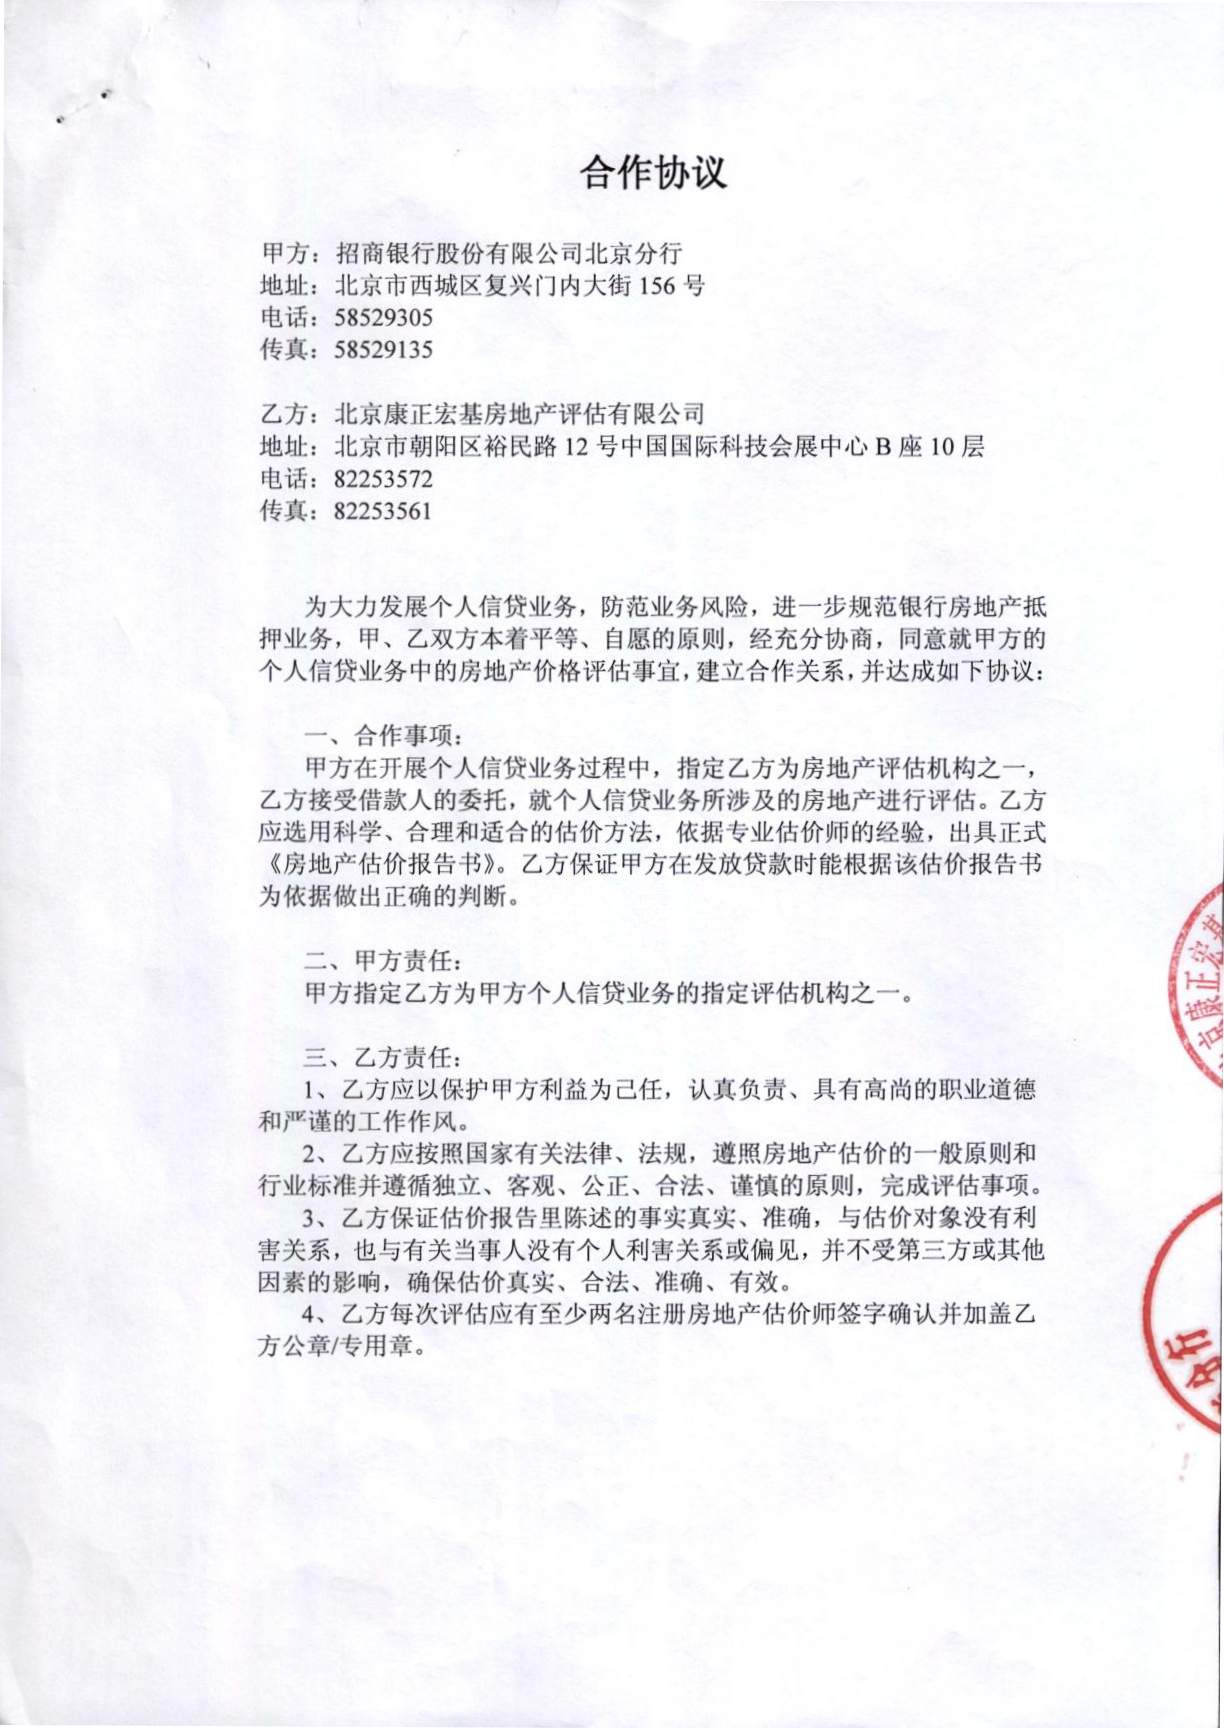 合作协议
甲方：招商银行股份有限公司北京分行
地址：北京市西城区复兴门内大街 156 号
电话：58529305
传真：58529135
乙方：北京康正宏基房地产评估有限公司
地址：北京市朝阳区裕民路 12 号中国国际科技会展中心 B 座 10 层
电话：82253572
传真：82253561
为大力发展个人信贷业务，防范业务风险，进一步规范银行房地产抵
押业务，甲、乙双方本着平等、自愿的原则，经充分协商，同意就甲方的
个人信贷业务中的房地产价格评估事宜，建立合作关系，并达成如下协议：
一、合作事项：
甲方在开展个人信贷业务过程中，指定乙方为房地产评估机构之一，
乙方接受借款人的委托，就个人信贷业务所涉及的房地产进行评估。乙方
应选用科学、合理和适合的估价方法，依据专业估价师的经验，出具正式
《房地产估价报告书》。乙方保证甲方在发放贷款时能根据该估价报告书
为依据做出正确的判断。
二、甲方责任：
甲方指定乙方为甲方个人信贷业务的指定评估机构之一。
三、乙方责任：
1、乙方应以保护甲方利益为己任，认真负责、具有高尚的职业道德
和严谨的工作作风。
2、乙方应按照国家有关法律、法规，遵照房地产估价的一般原则和
行业标准并遵循独立、客观、公正、合法、谨慎的原则，完成评估事项。
3、乙方保证估价报告里陈述的事实真实、准确，与估价对象没有利
害关系，也与有关当事人没有个人利害关系或偏见，并不受第三方或其他
因素的影响，确保估价真实、合法、准确、有效。
4、乙方每次评估应有至少两名注册房地产估价师签字确认并加盖乙
方公章/专用章。
京康正宏基